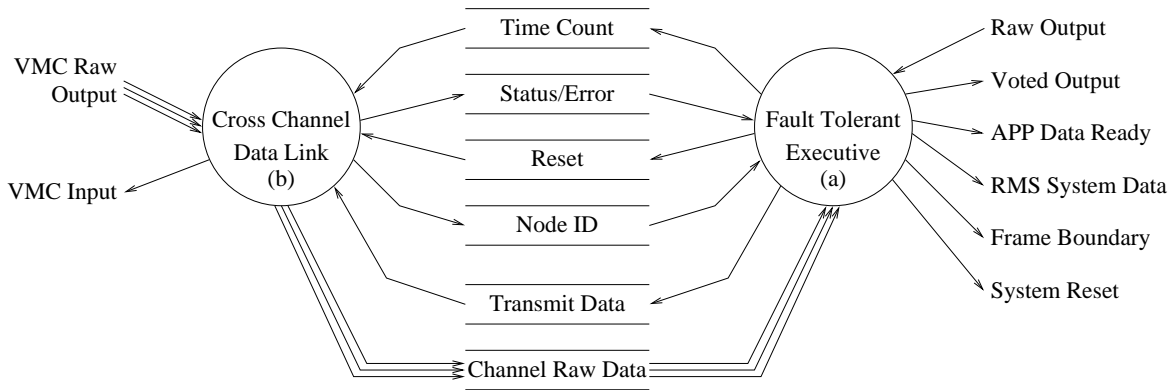 VMC Raw
Output
VMC Input
Cross Channel
Data Link
(b)
Time Count
Status/Error
Reset
Node ID
Transmit Data
Channel Raw Data
Fault Tolerant
Executive
(a)
Raw Output
Voted Output
APP Data Ready
RMS System Data
Frame Boundary
System Reset